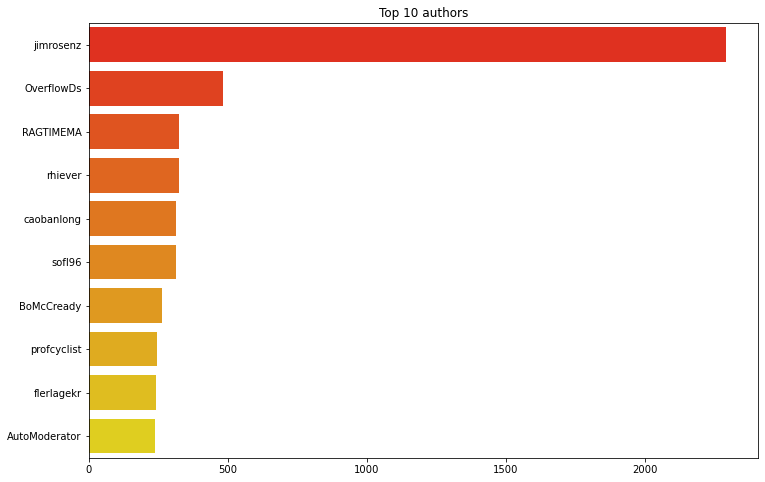 Top 10 authors
jimrosenz
OverflowDs
RAGTIMEMA
rhiever
caobanlong
sofl96
BoMcCready
profcyclist
flerlagekr
AutoModerator
0 500 1000 1500 2000